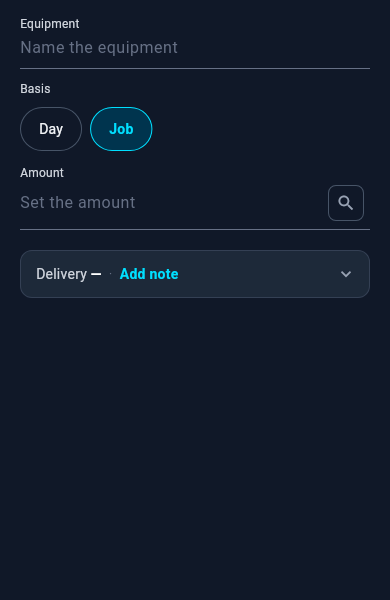 Equipment
Name the equipment
Basis
Day Job
Amount
Set the amount
Delivery — · Add note